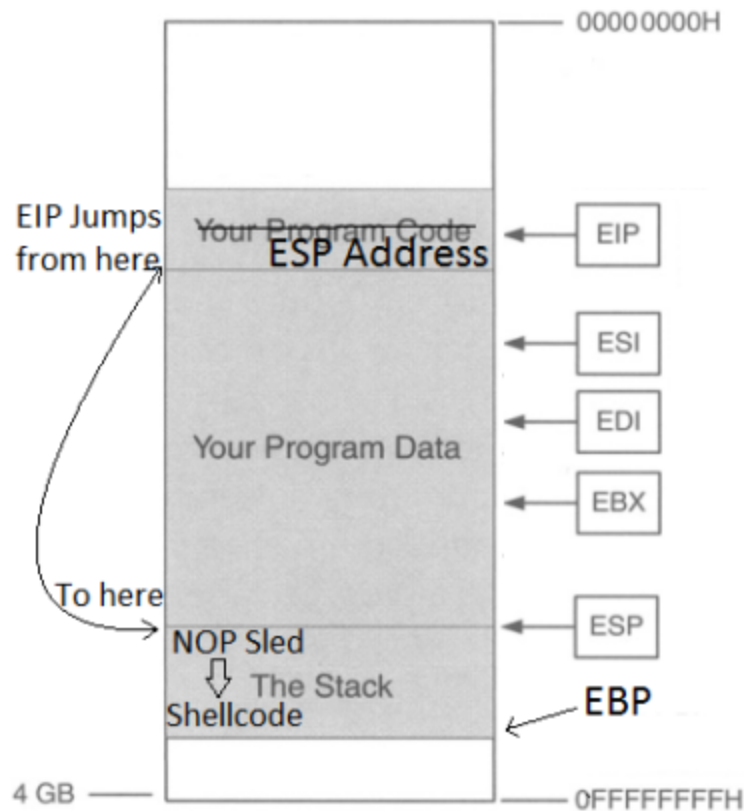 00000000H
EIP Jumps
from here
Your Program Code
ESP Address
EIP
ESI
EDI
Your Program Data
EBX
To here
ESP
NOP Sled
The Stack
Shellcode
EBP
4 GB
0FFFFFFFFH